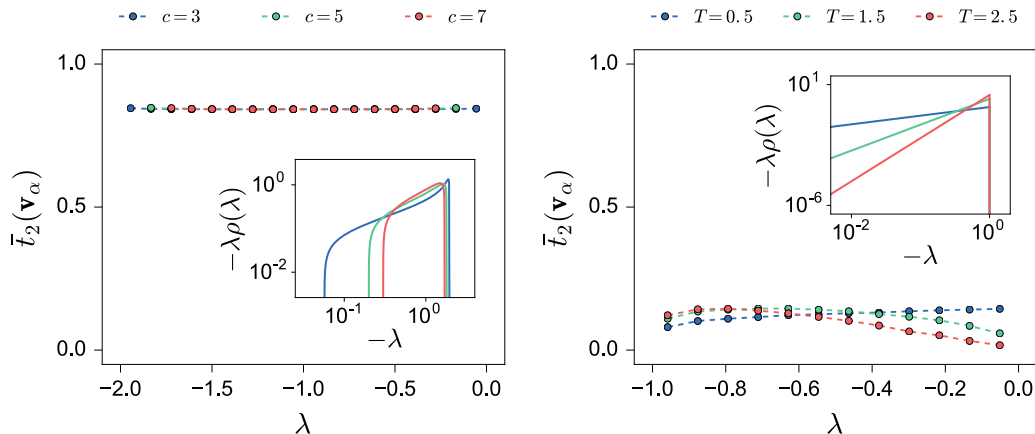 c = 3 c = 5 c = 7
1.0
0.5
0.0
t̄₂(v_α)
−2.0 −1.5 −1.0 −0.5 0.0
λ
10⁰
10⁻²
−λρ(λ)
10⁻¹ 10⁰
−λ
T = 0.5 T = 1.5 T = 2.5
1.0
0.5
0.0
t̄₂(v_α)
−1.0 −0.8 −0.6 −0.4 −0.2 0.0
λ
10¹
10⁻⁶
−λρ(λ)
10⁻² 10⁰
−λ